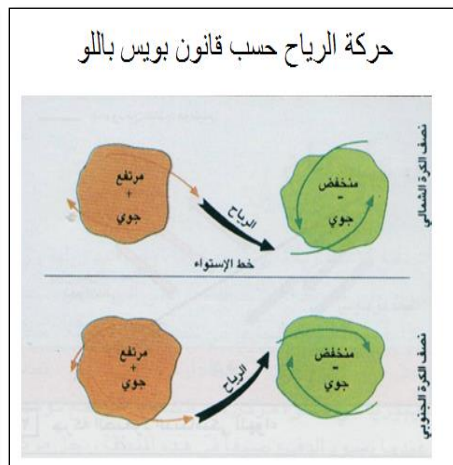 حركة الرياح حسب قانون بويس باللو
نصف الكرة الشمالي
مرتفع
+
جوي
الرياح
منخفض
-
جوي
خط الإستواء
نصف الكرة الجنوبي
مرتفع
+
جوي
الرياح
منخفض
-
جوي